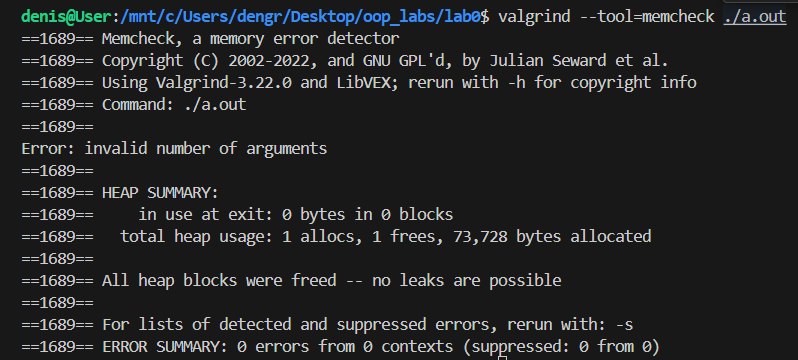 denis@User:/mnt/c/Users/dengr/Desktop/oop_labs/lab0$ valgrind --tool=memcheck ./a.out
==1689== Memcheck, a memory error detector
==1689== Copyright (C) 2002-2022, and GNU GPL'd, by Julian Seward et al.
==1689== Using Valgrind-3.22.0 and LibVEX; rerun with -h for copyright info
==1689== Command: ./a.out
==1689==
Error: invalid number of arguments
==1689==
==1689== HEAP SUMMARY:
==1689==     in use at exit: 0 bytes in 0 blocks
==1689==   total heap usage: 1 allocs, 1 frees, 73,728 bytes allocated
==1689==
==1689== All heap blocks were freed -- no leaks are possible
==1689==
==1689== For lists of detected and suppressed errors, rerun with: -s
==1689== ERROR SUMMARY: 0 errors from 0 contexts (suppressed: 0 from 0)